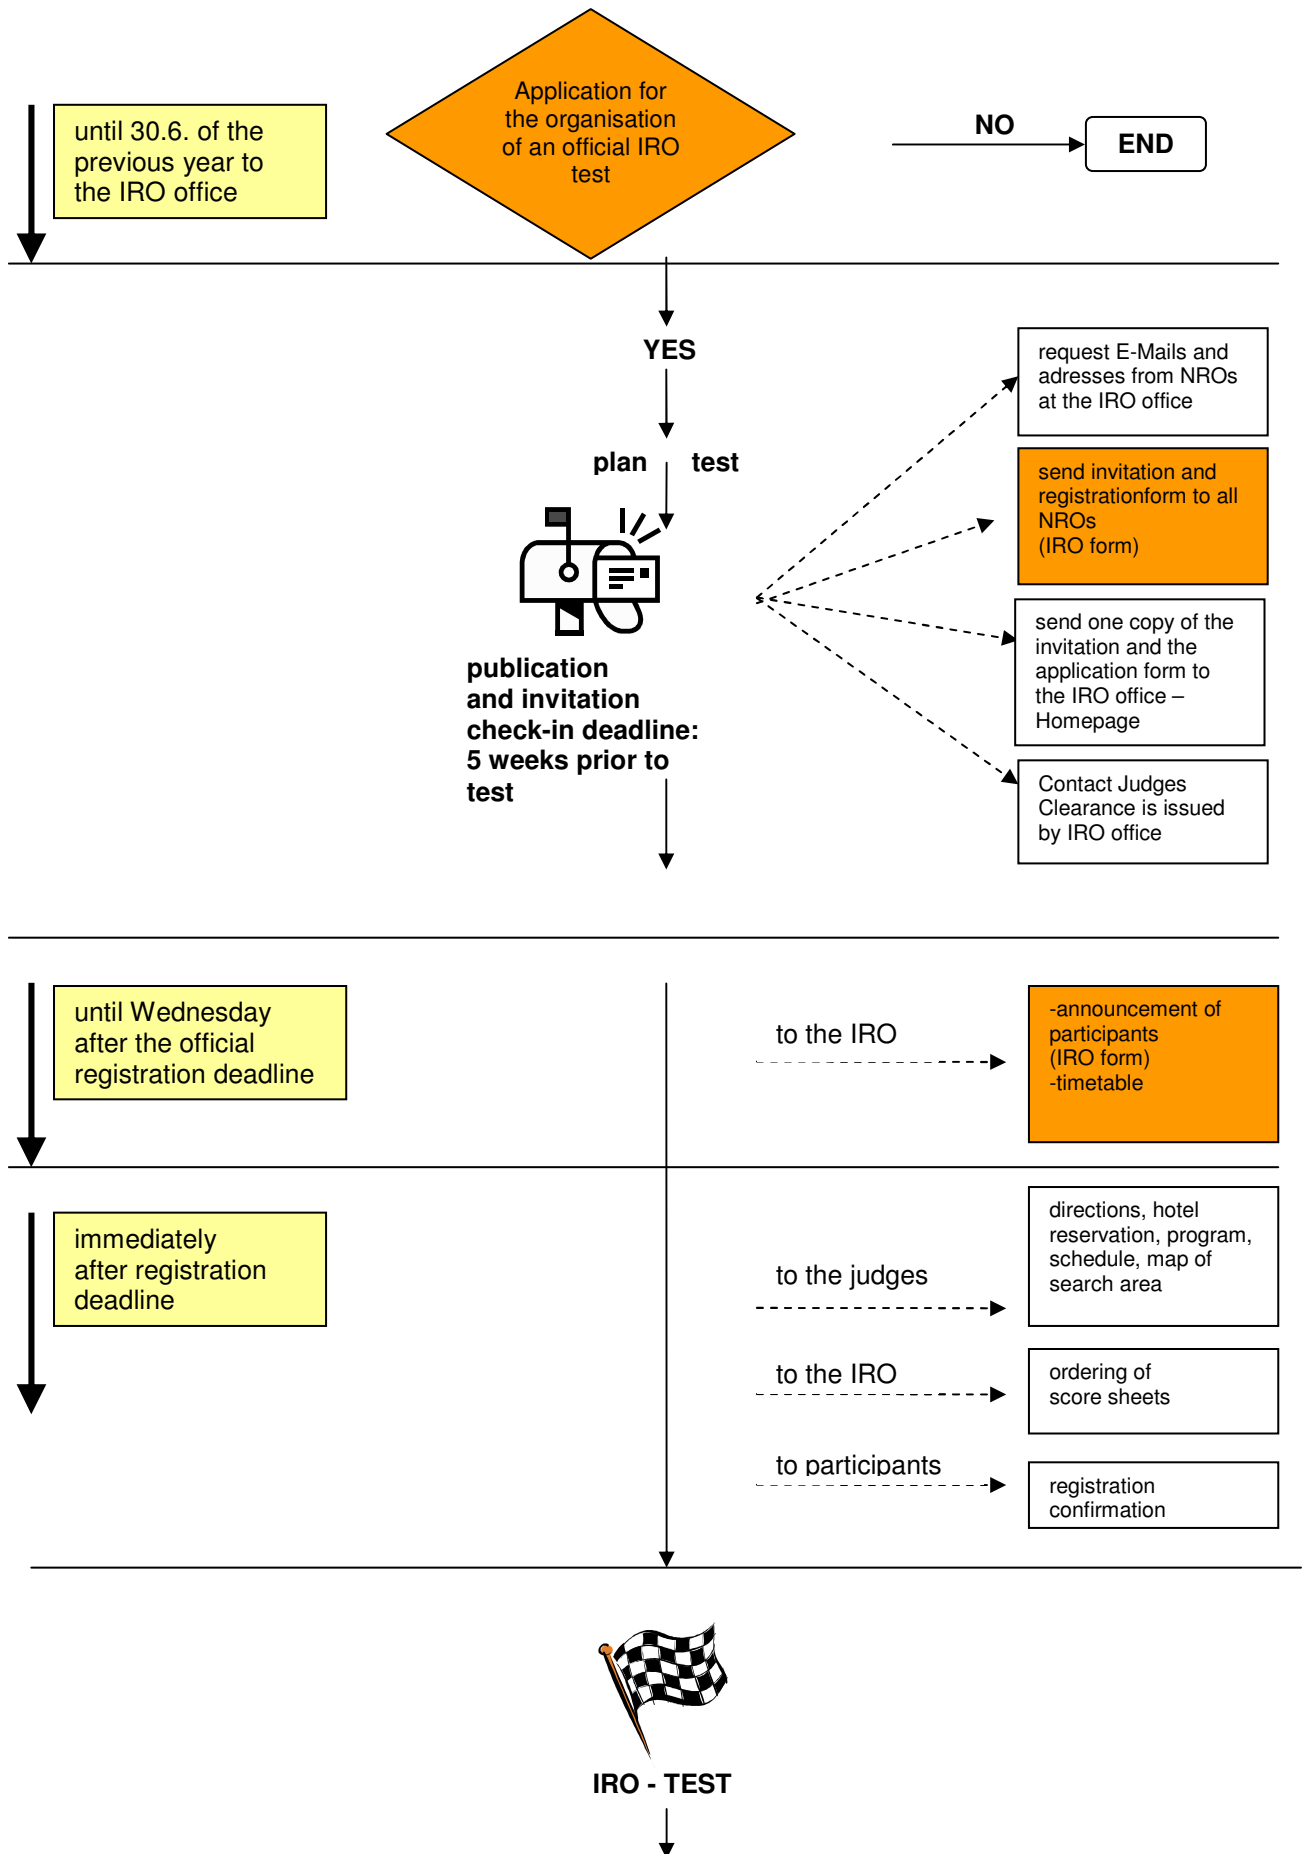 until 30.6. of the
previous year to
the IRO office
Application for
the organisation
of an official IRO
test
NO
END
YES
plan test
request E-Mails and
adresses from NROs
at the IRO office
send invitation and
registrationform to all
NROs
(IRO form)
send one copy of the
invitation and the
application form to
the IRO office –
Homepage
Contact Judges
Clearance is issued
by IRO office
publication
and invitation
check-in deadline:
5 weeks prior to
test
until Wednesday
after the official
registration deadline
to the IRO
-announcement of
participants
(IRO form)
-timetable
immediately
after registration
deadline
to the judges
directions, hotel
reservation, program,
schedule, map of
search area
to the IRO
ordering of
score sheets
to participants
registration
confirmation
IRO - TEST